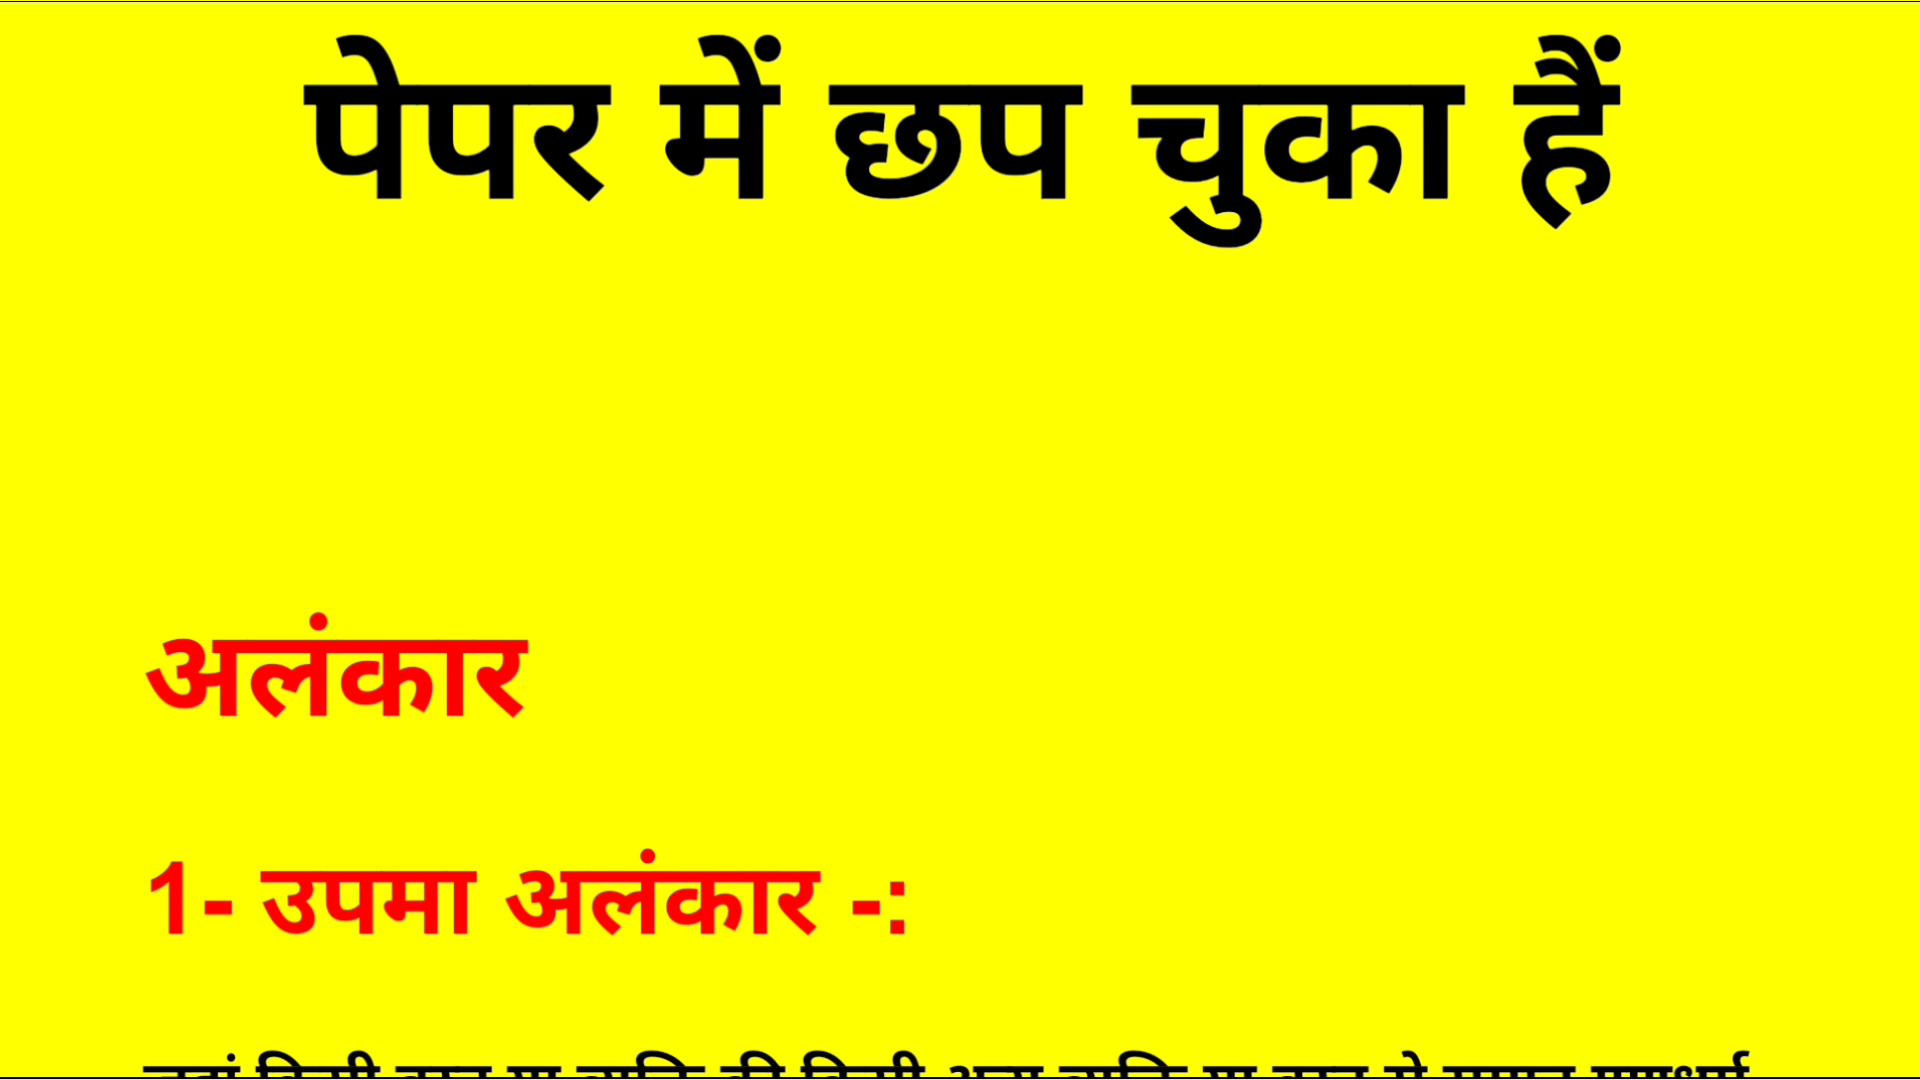 पेपर में छप चुका हैं
अलंकार
1- उपमा अलंकार -: